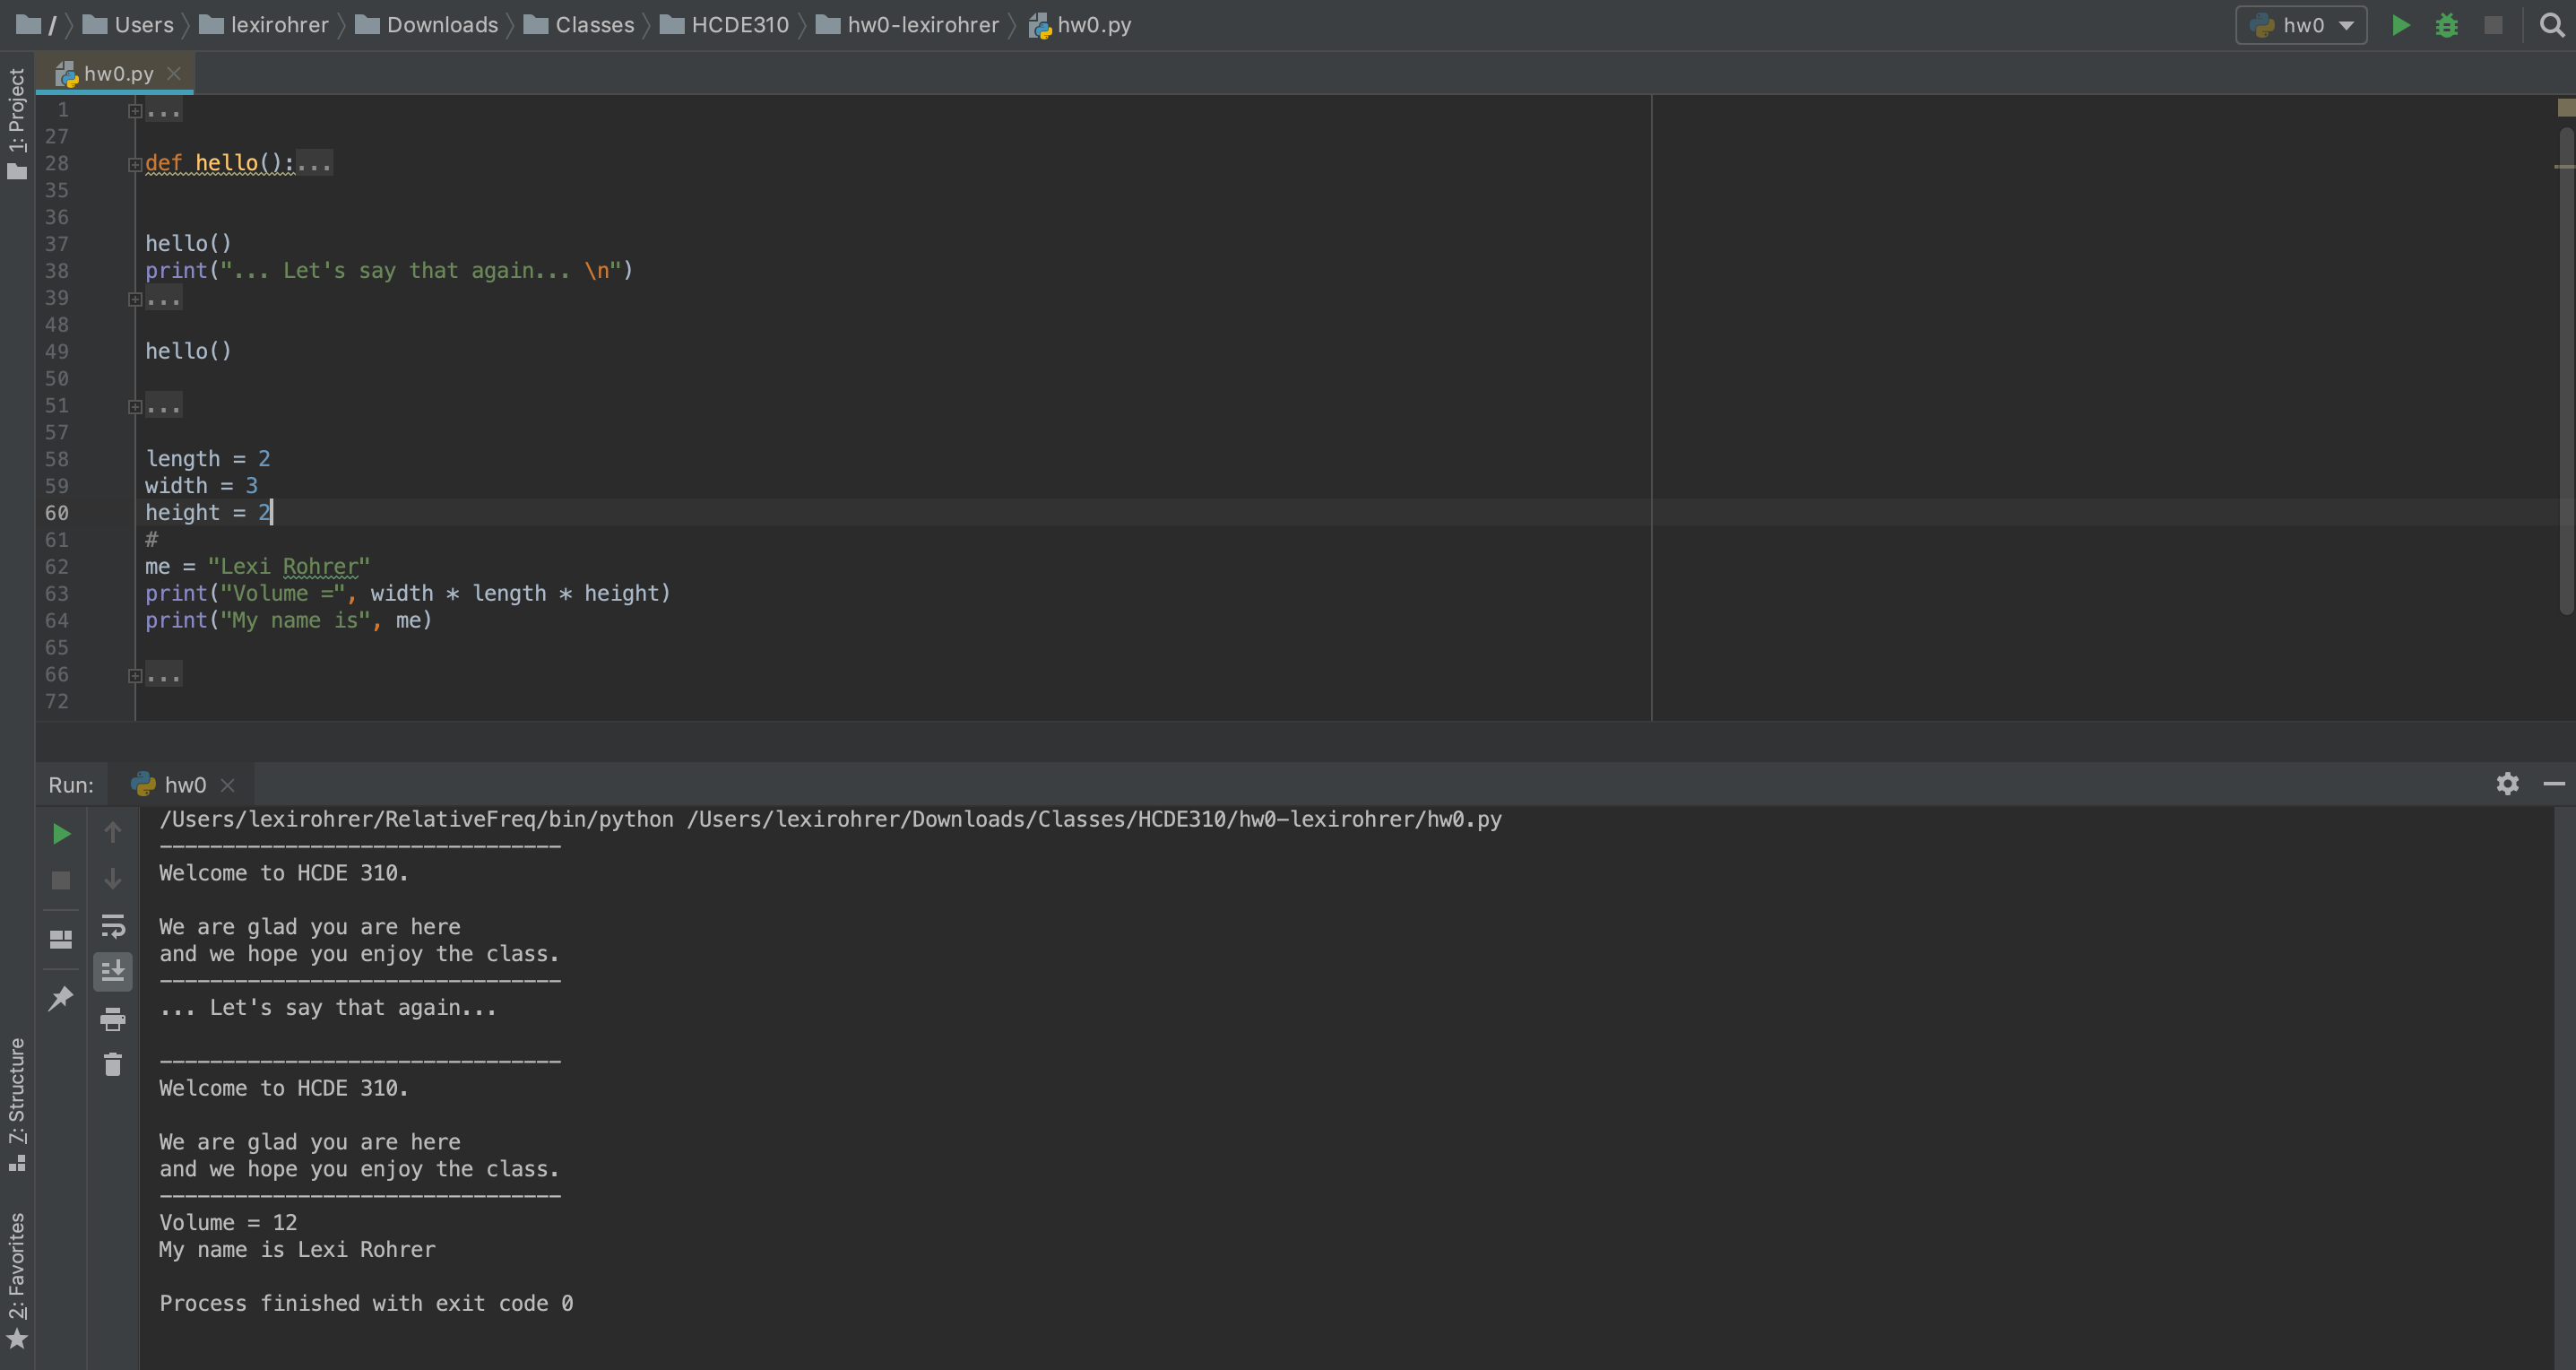 / Users lexirohrer Downloads Classes HCDE310 hw0-lexirohrer hw0.py hw0
1: Project
hw0.py
1 ...
27
28 def hello():...
35
36
37 hello()
38 print("... Let's say that again... \n")
39 ...
48
49 hello()
50
51 ...
57
58 length = 2
59 width = 3
60 height = 2
61 #
62 me = "Lexi Rohrer"
63 print("Volume =", width * length * height)
64 print("My name is", me)
65
66 ...
72
Run: hw0
/Users/lexirohrer/RelativeFreq/bin/python /Users/lexirohrer/Downloads/Classes/HCDE310/hw0-lexirohrer/hw0.py
--------------------------------
Welcome to HCDE 310.
We are glad you are here
and we hope you enjoy the class.
--------------------------------
... Let's say that again...
--------------------------------
Welcome to HCDE 310.
We are glad you are here
and we hope you enjoy the class.
--------------------------------
Volume = 12
My name is Lexi Rohrer
Process finished with exit code 0
7: Structure
2: Favorites